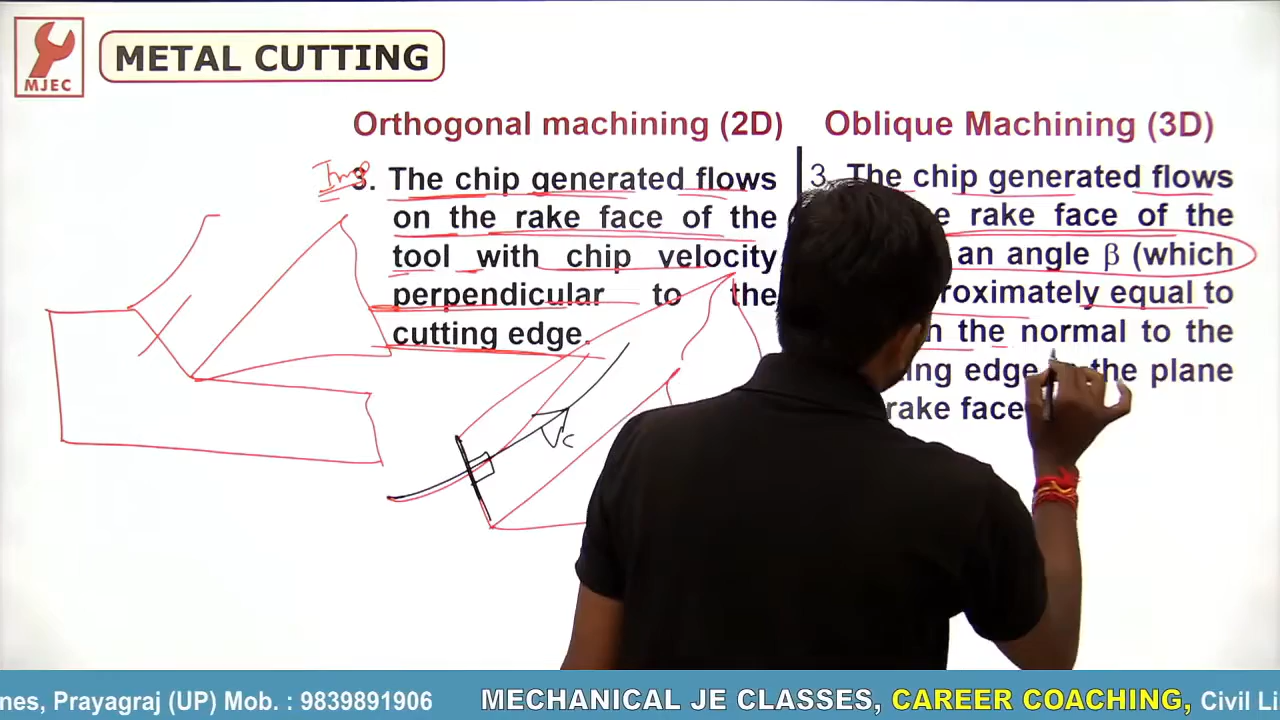 MJEC
METAL CUTTING
Orthogonal machining (2D)
Imp
3. The chip generated flows
on the rake face of the
tool with chip velocity
perpendicular to the
cutting edge.
Vc
Oblique Machining (3D)
3. The chip generated flows
rake face of the
an angle β (which
equal to
the normal to the
edge the plane
rake face
nes, Prayagraj (UP) Mob. : 9839891906 MECHANICAL JE CLASSES, CAREER COACHING, Civil Li